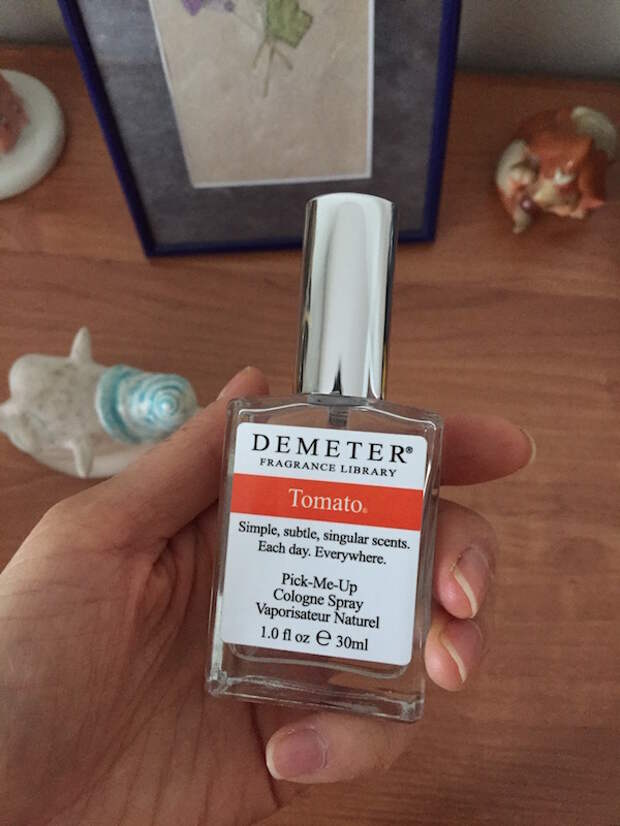 DEMETER®
FRAGRANCE LIBRARY
Tomato®
Simple, subtle, singular scents.
Each day. Everywhere.
Pick-Me-Up
Cologne Spray
Vaporisateur Naturel
1.0 fl oz ℮ 30ml